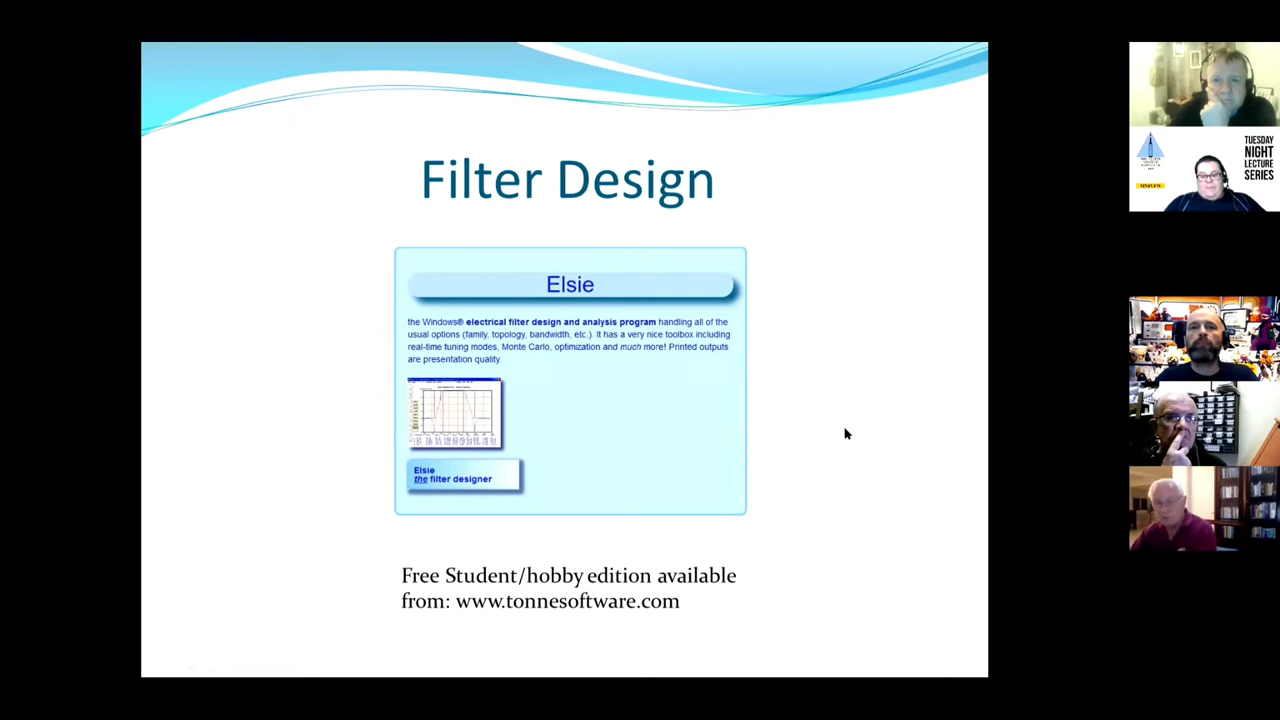 Filter Design
Elsie
the Windows® electrical filter design and analysis program handling all of the
usual options (family, topology, bandwidth, etc.). It has a very nice toolbox including
real-time tuning modes, Monte Carlo, optimization and much more! Printed outputs
are presentation quality.
Elsie
the filter designer
Free Student/hobby edition available
from: www.tonnesoftware.com
TUESDAY
NIGHT
LECTURE
SERIES